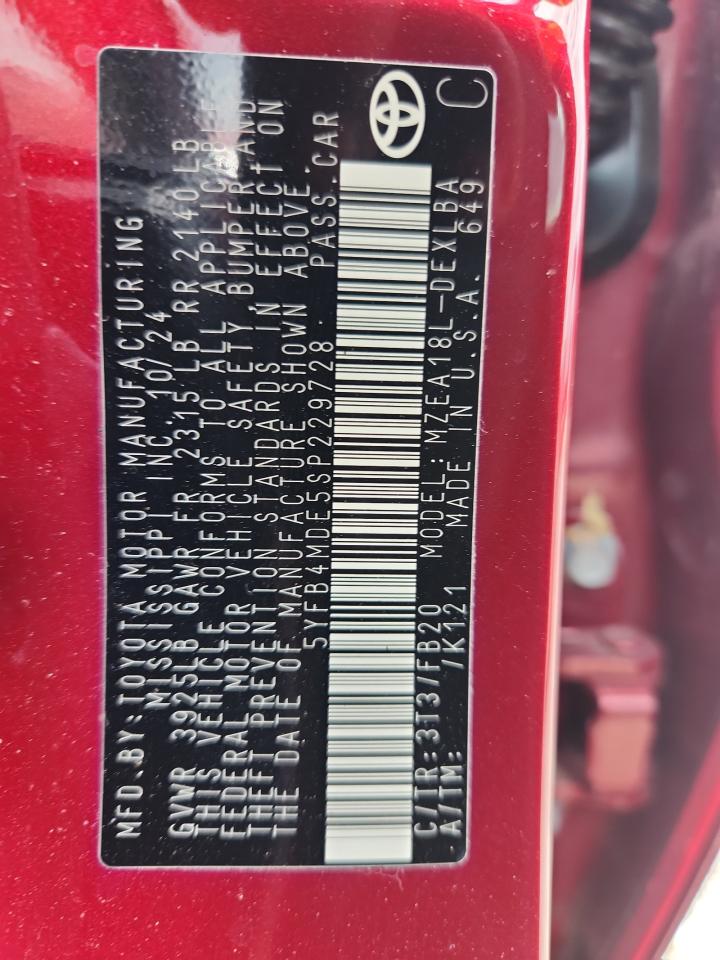 MFD.BY:TOYOTA MOTOR MANUFACTURING
MISSISSIPPI INC 10/24
GVWR 3925LB GAWR FR 2315 LB RR 2140LB
THIS VEHICLE CONFORMS TO ALL APPLICABLE
FEDERAL MOTOR VEHICLE SAFETY BUMPER AND
THEFT PREVENTION STANDARDS IN EFFECT ON
THE DATE OF MANUFACTURE SHOWN ABOVE.
5YFB4MDE5SP229728 PASS.CAR
C/TR:3T3/FB20 MODEL:MZEA18L-DEXLBA
A/TM: /K121 MADE IN U.S.A. 649
C